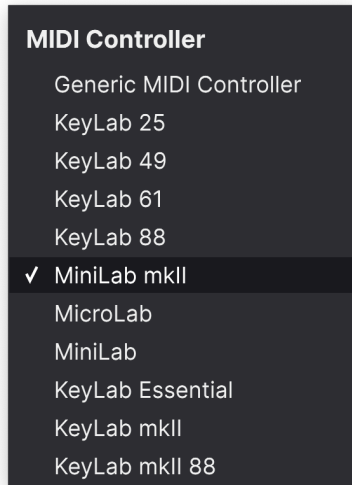 MIDI Controller
Generic MIDI Controller
KeyLab 25
KeyLab 49
KeyLab 61
KeyLab 88
✓ MiniLab mkII
MicroLab
MiniLab
KeyLab Essential
KeyLab mkII
KeyLab mkII 88